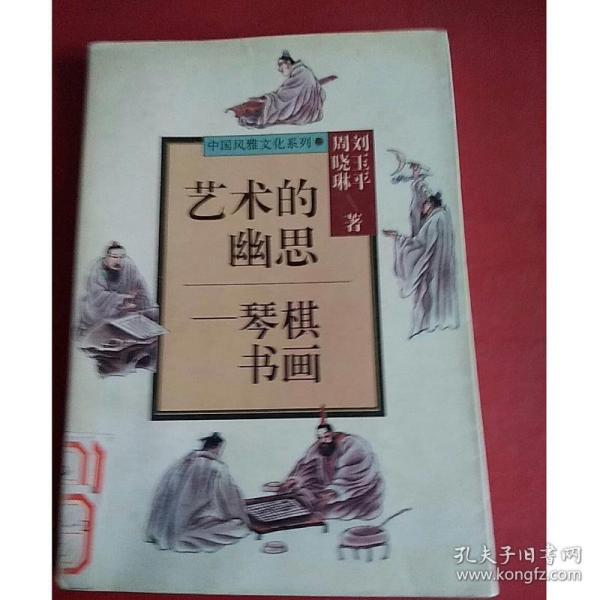 中国风雅文化系列
刘玉平
周晓琳
著
艺术的
幽思
—琴棋
书画
孔夫子旧书网
www.kongfz.com